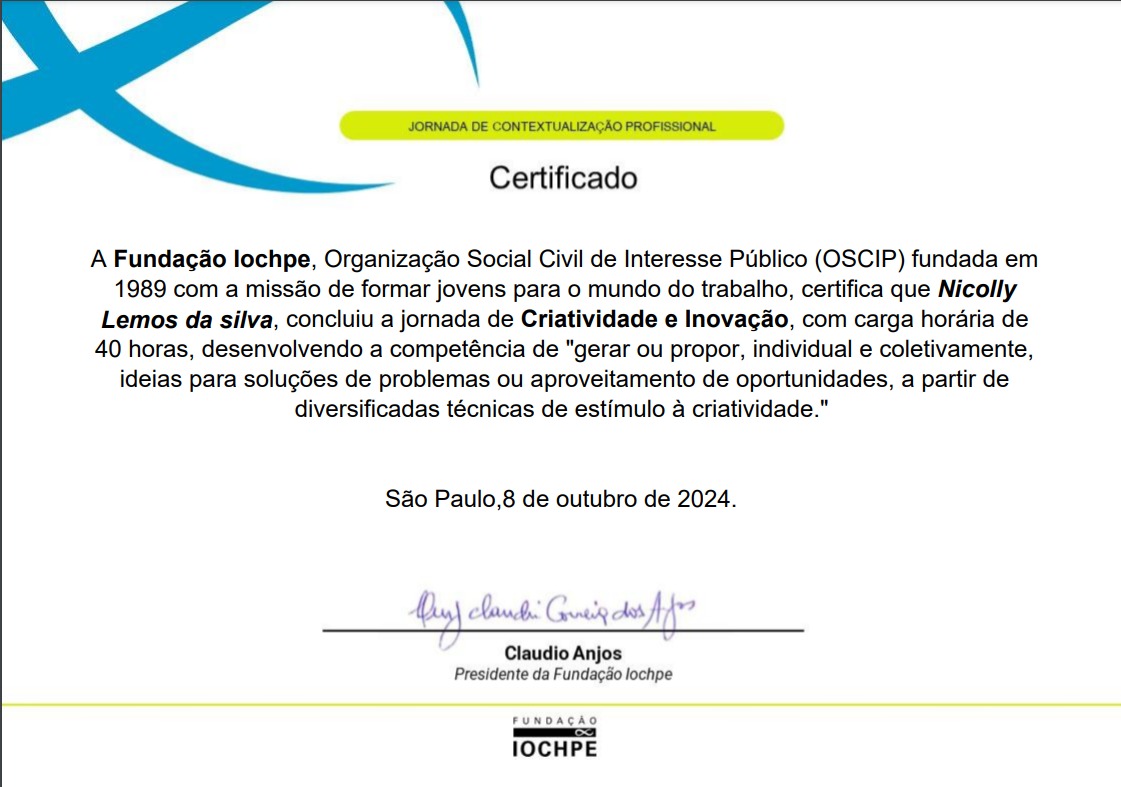 JORNADA DE CONTEXTUALIZAÇÃO PROFISSIONAL
Certificado
A Fundação Iochpe, Organização Social Civil de Interesse Público (OSCIP) fundada em
1989 com a missão de formar jovens para o mundo do trabalho, certifica que Nicolly
Lemos da silva, concluiu a jornada de Criatividade e Inovação, com carga horária de
40 horas, desenvolvendo a competência de "gerar ou propor, individual e coletivamente,
ideias para soluções de problemas ou aproveitamento de oportunidades, a partir de
diversificadas técnicas de estímulo à criatividade."
São Paulo,8 de outubro de 2024.
dos Anjos
Claudio Anjos
Presidente da Fundação Iochpe
FUNDAÇÃO
IOCHPE